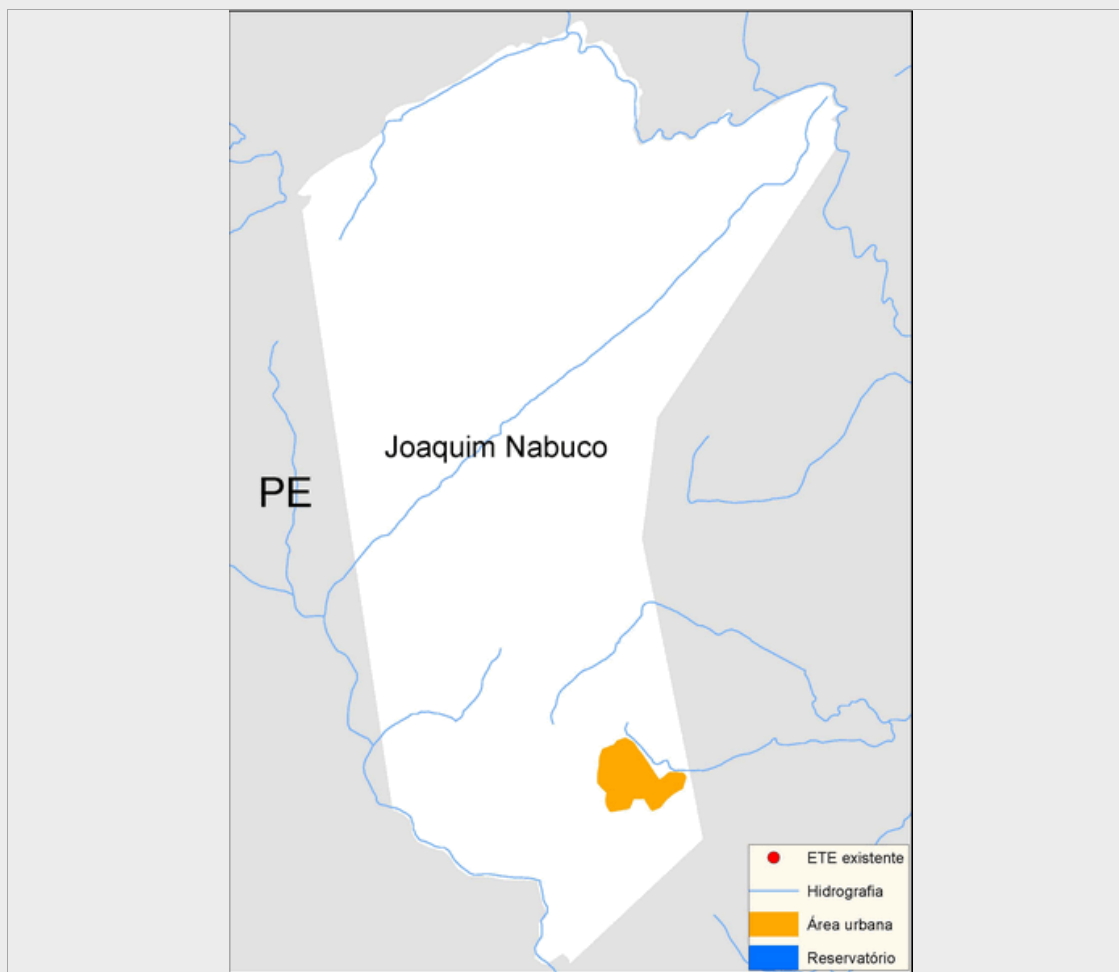 Joaquim Nabuco
PE
ETE existente
Hidrografia
Área urbana
Reservatório